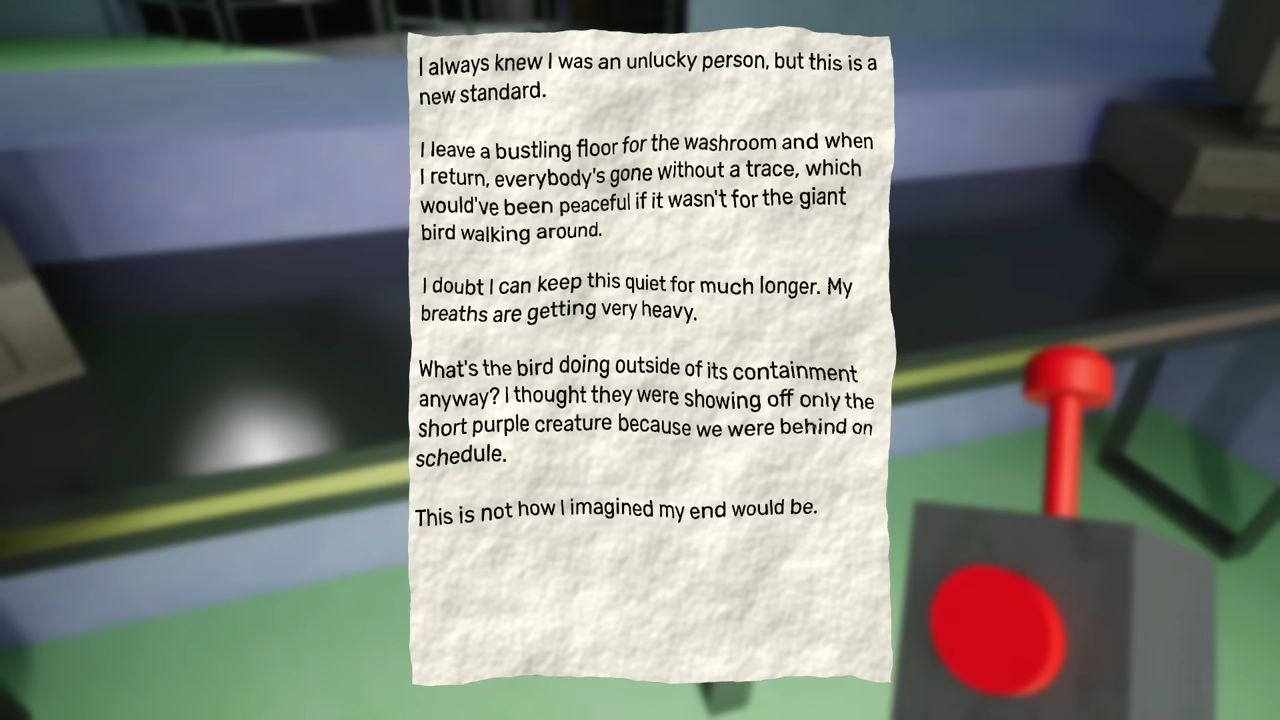 I always knew I was an unlucky person, but this is a
new standard.
I leave a bustling floor for the washroom and when
I return, everybody's gone without a trace, which
would've been peaceful if it wasn't for the giant
bird walking around.
I doubt I can keep this quiet for much longer. My
breaths are getting very heavy.
What's the bird doing outside of its containment
anyway? I thought they were showing off only the
short purple creature because we were behind on
schedule.
This is not how I imagined my end would be.